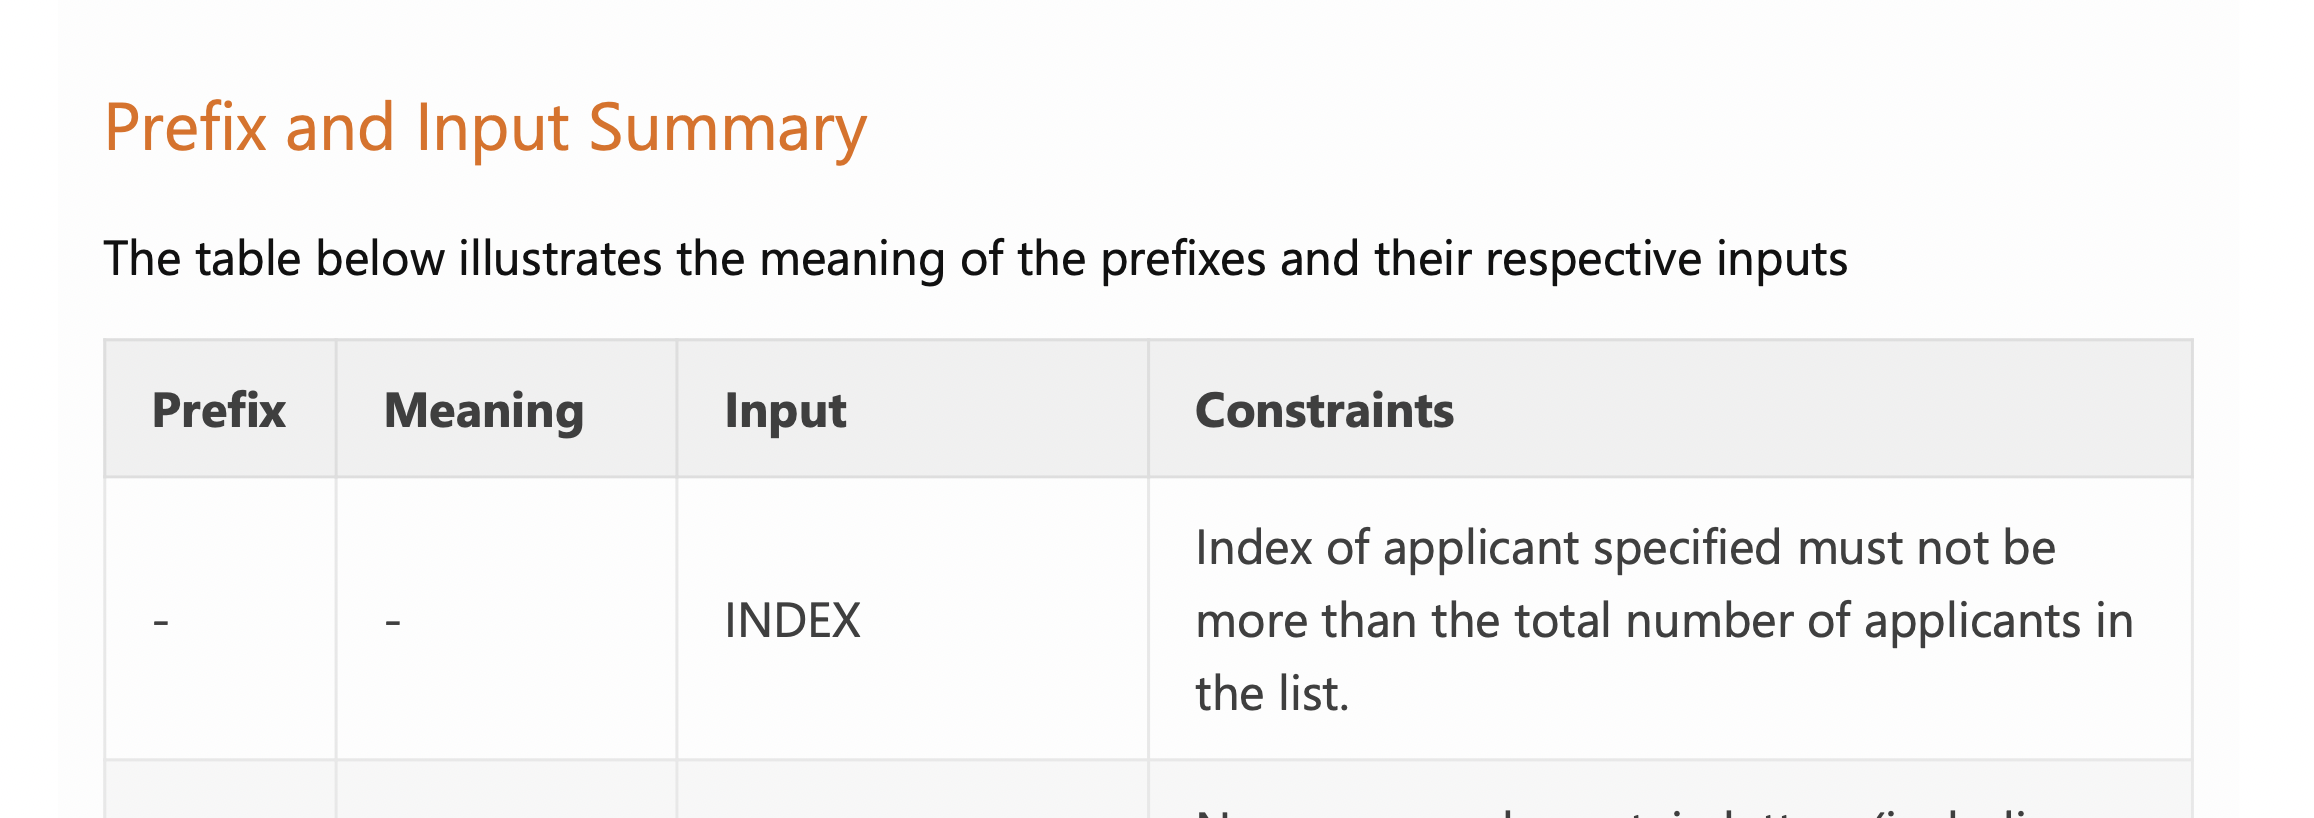 Prefix and Input Summary
The table below illustrates the meaning of the prefixes and their respective inputs
Prefix Meaning Input Constraints
- - INDEX Index of applicant specified must not be
more than the total number of applicants in
the list.